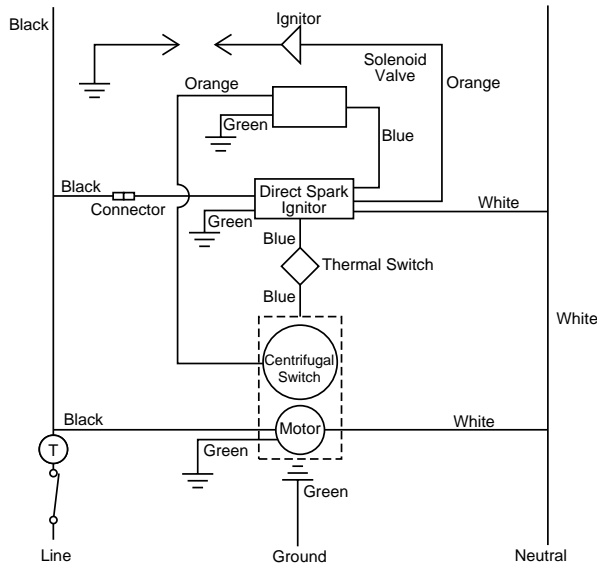 Black
Ignitor
Solenoid
Valve
Orange
Orange
Green
Blue
Black
Connector
Direct Spark
Ignitor
White
Green
Blue
Thermal Switch
Blue
White
Centrifugal
Switch
Black
Motor
White
T
Green
Green
Line
Ground
Neutral